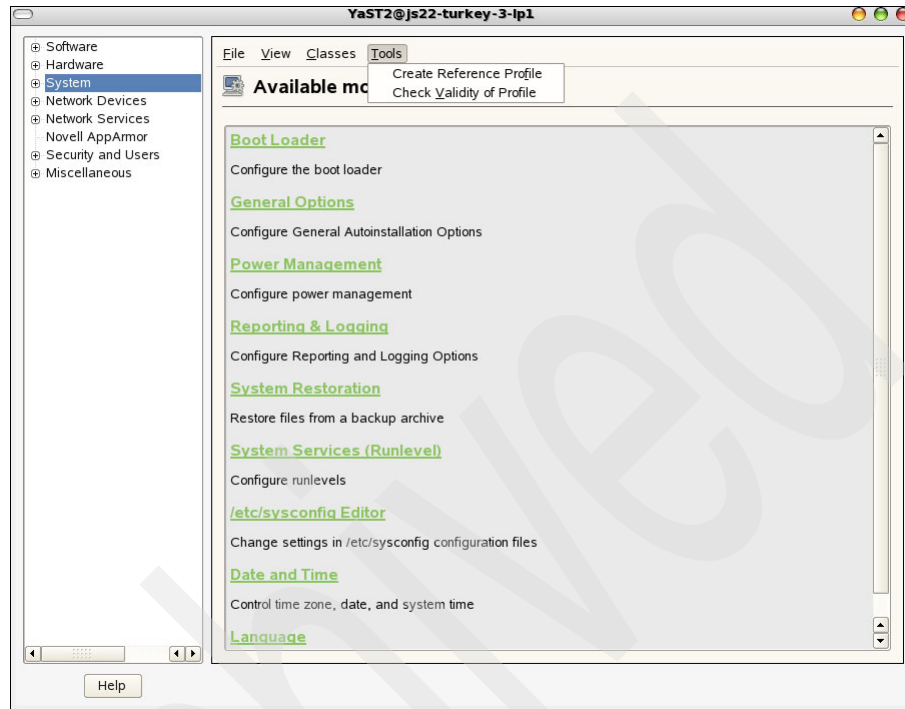 YaST2@js22-turkey-3-lp1
Software
Hardware
System
Network Devices
Network Services
Novell AppArmor
Security and Users
Miscellaneous
Help
File View Classes Tools
Create Reference Profile
Check Validity of Profile
Available mo
Boot Loader
Configure the boot loader
General Options
Configure General Autoinstallation Options
Power Management
Configure power management
Reporting & Logging
Configure Reporting and Logging Options
System Restoration
Restore files from a backup archive
System Services (Runlevel)
Configure runlevels
/etc/sysconfig Editor
Change settings in /etc/sysconfig configuration files
Date and Time
Control time zone, date, and system time
Language